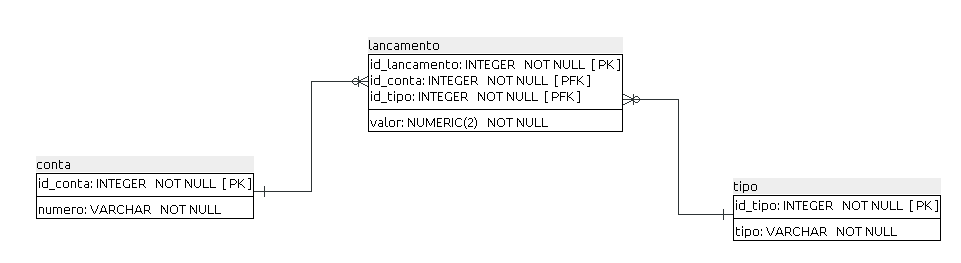 lancamento
id_lancamento: INTEGER NOT NULL [ PK ]
id_conta: INTEGER NOT NULL [ PFK ]
id_tipo: INTEGER NOT NULL [ PFK ]
valor: NUMERIC(2) NOT NULL
conta
id_conta: INTEGER NOT NULL [ PK ]
numero: VARCHAR NOT NULL
tipo
id_tipo: INTEGER NOT NULL [ PK ]
tipo: VARCHAR NOT NULL